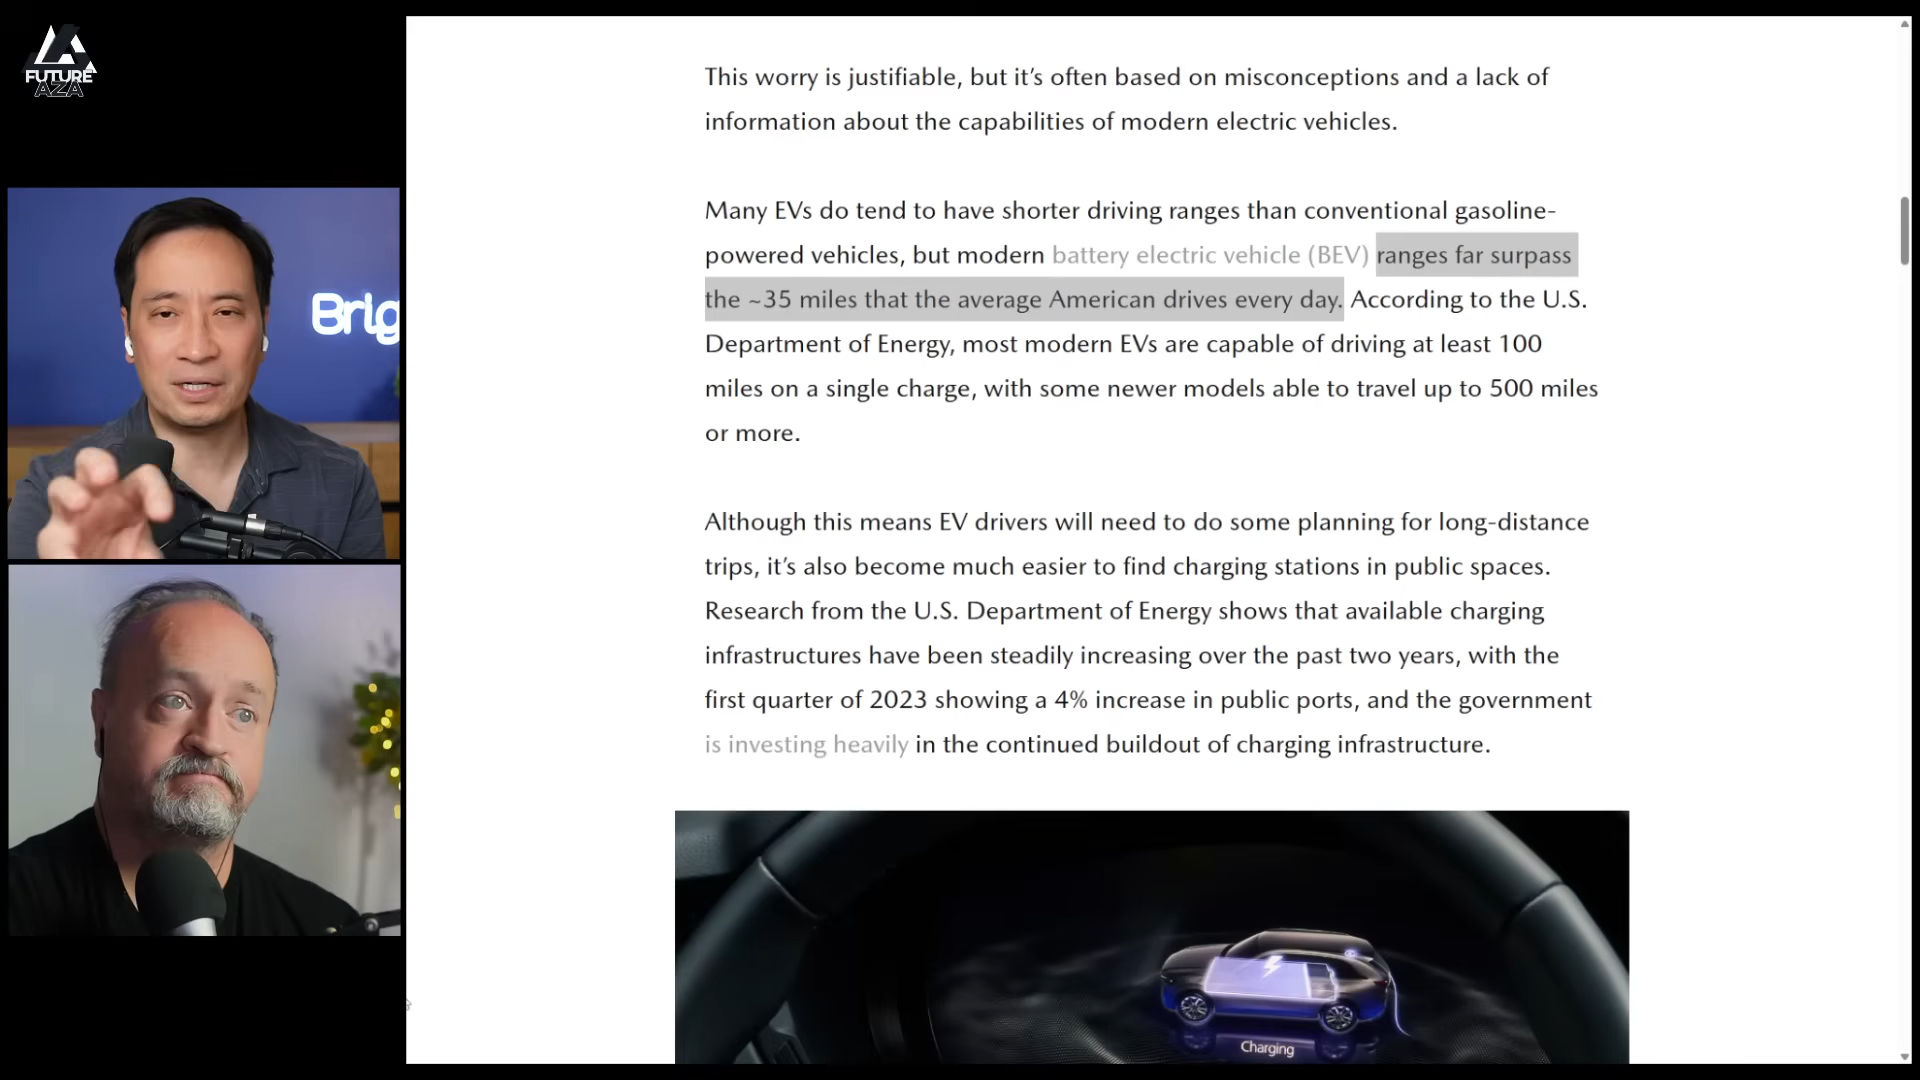 FUTURE
AZA
Brig
This worry is justifiable, but it’s often based on misconceptions and a lack of
information about the capabilities of modern electric vehicles.
Many EVs do tend to have shorter driving ranges than conventional gasoline-
powered vehicles, but modern battery electric vehicle (BEV) ranges far surpass
the ~35 miles that the average American drives every day. According to the U.S.
Department of Energy, most modern EVs are capable of driving at least 100
miles on a single charge, with some newer models able to travel up to 500 miles
or more.
Although this means EV drivers will need to do some planning for long-distance
trips, it’s also become much easier to find charging stations in public spaces.
Research from the U.S. Department of Energy shows that available charging
infrastructures have been steadily increasing over the past two years, with the
first quarter of 2023 showing a 4% increase in public ports, and the government
is investing heavily in the continued buildout of charging infrastructure.
Charging